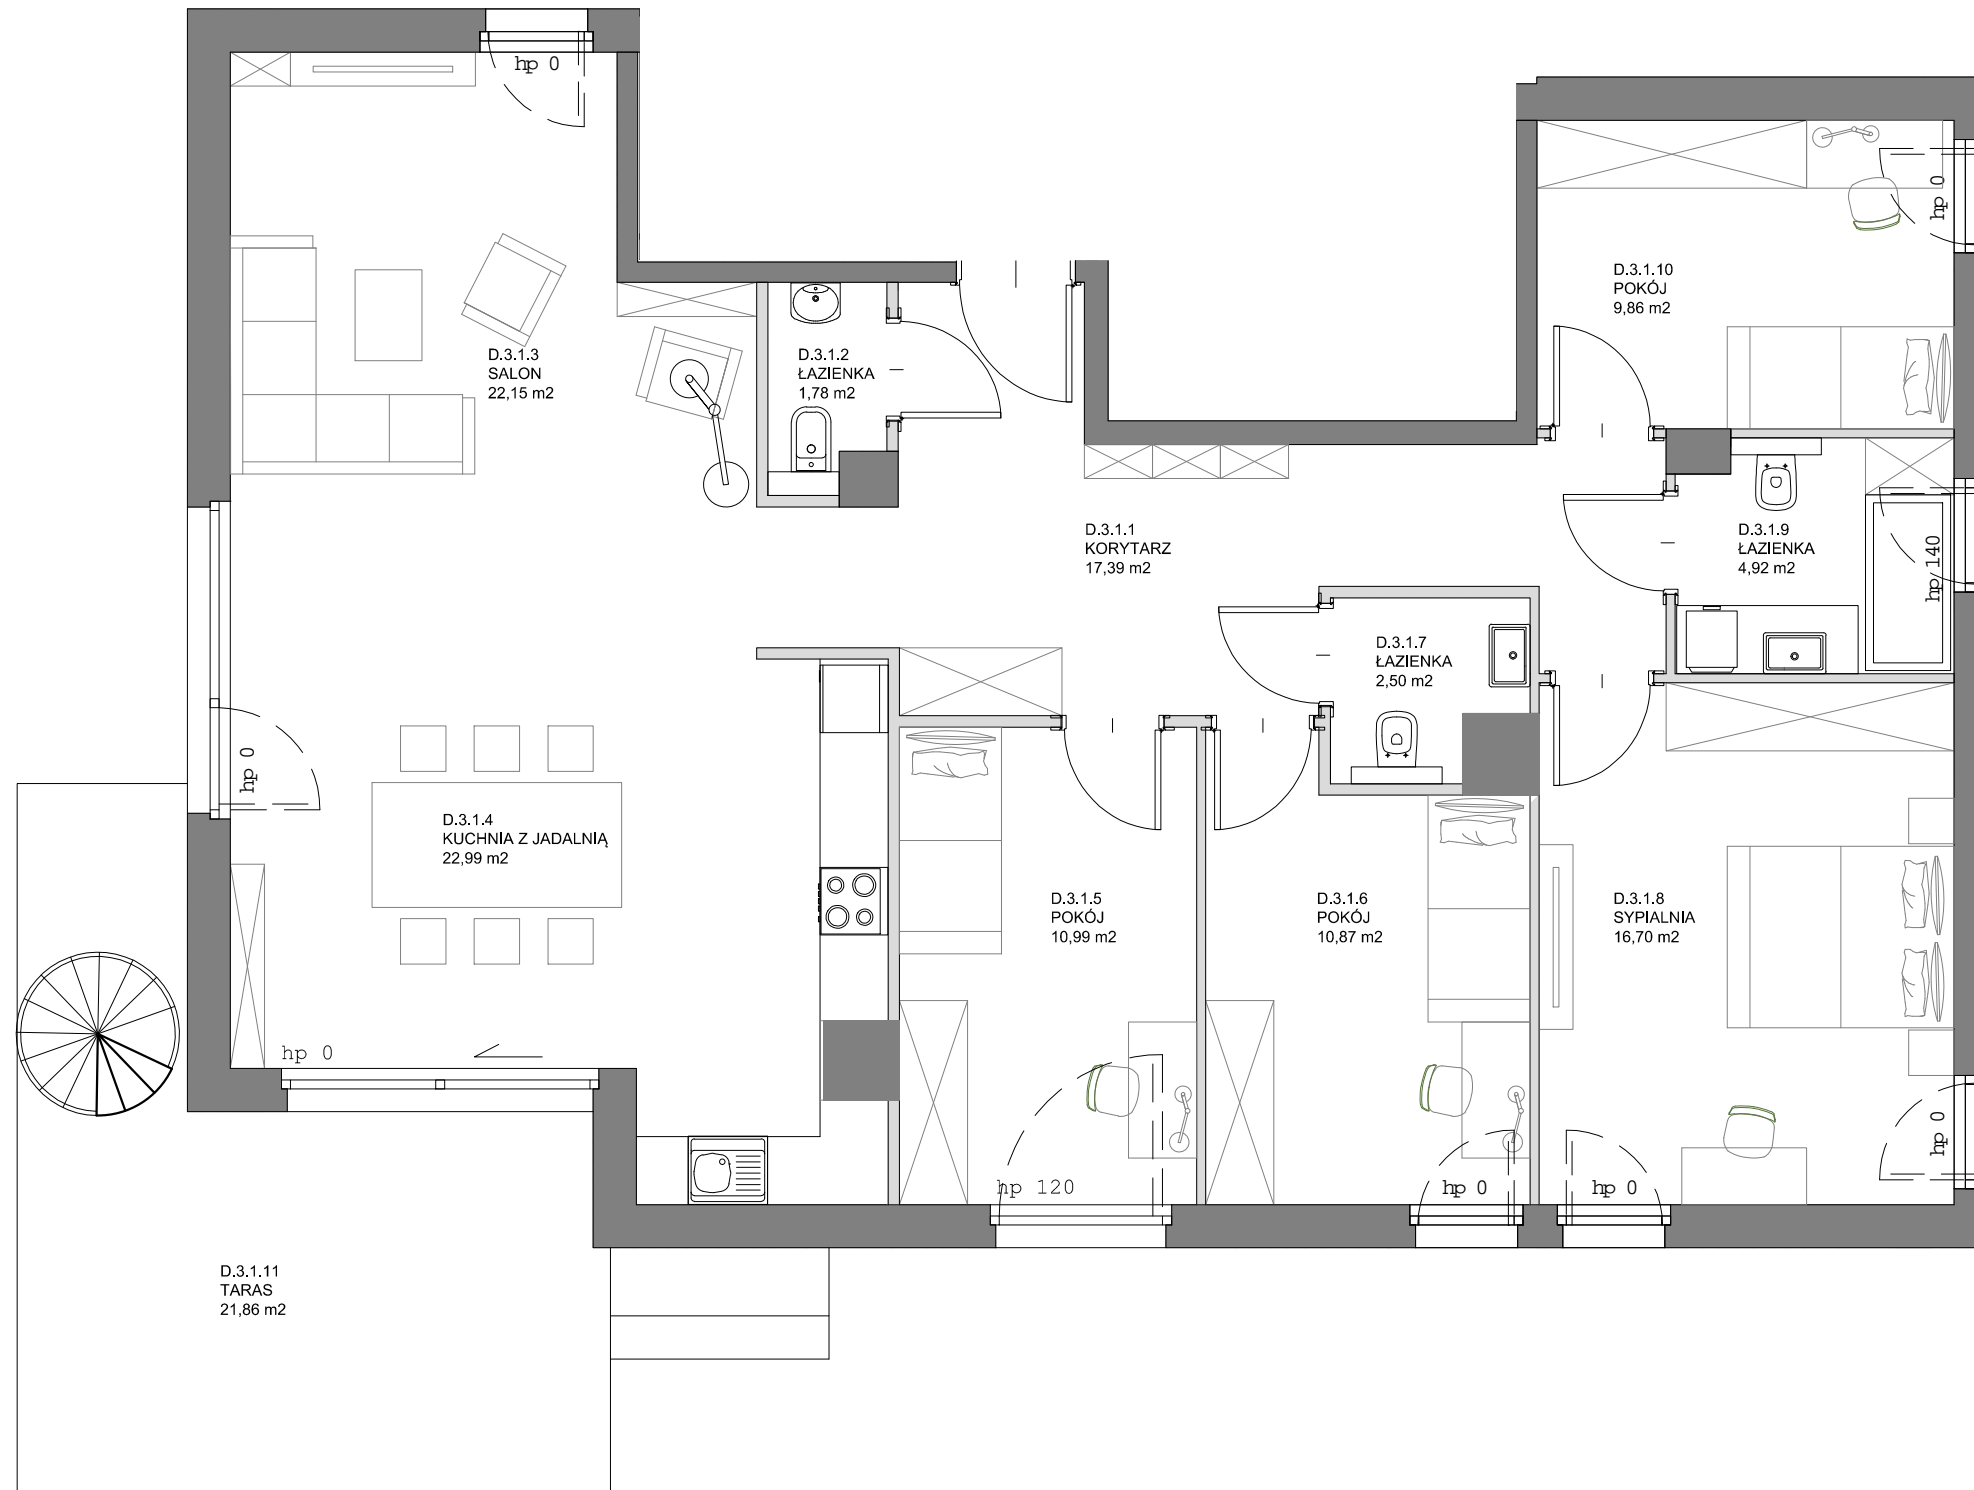 hp 0
hp 0
D.3.1.10
POKÓJ
9,86 m2
D.3.1.3
SALON
22,15 m2
D.3.1.2
ŁAZIENKA
1,78 m2
D.3.1.1
KORYTARZ
17,39 m2
D.3.1.9
ŁAZIENKA
4,92 m2
hp 140
D.3.1.7
ŁAZIENKA
2,50 m2
hp 0
D.3.1.4
KUCHNIA Z JADALNIĄ
22,99 m2
D.3.1.5
POKÓJ
10,99 m2
D.3.1.6
POKÓJ
10,87 m2
D.3.1.8
SYPIALNIA
16,70 m2
hp 0
hp 0
hp 120
hp 0
hp 0
D.3.1.11
TARAS
21,86 m2